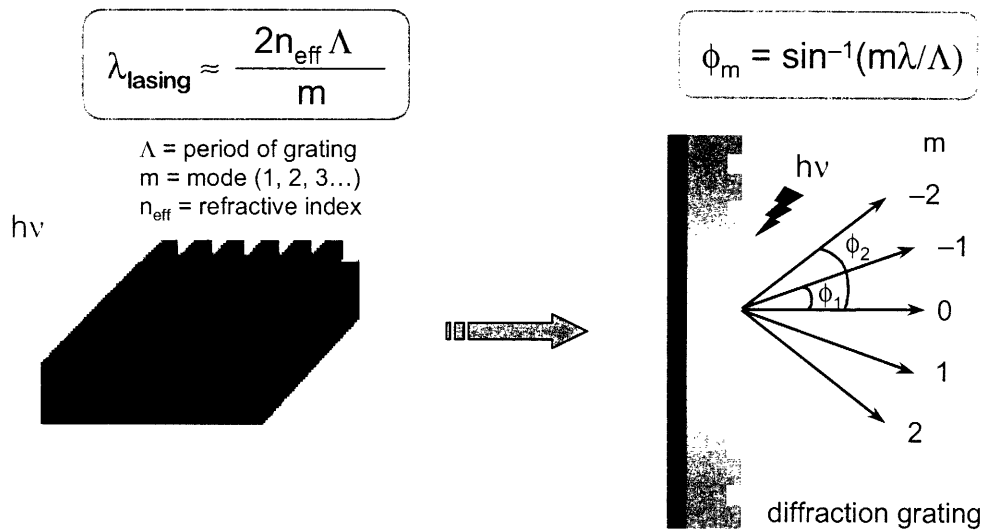 λlasing ≈ 2neff Λ / m
Λ = period of grating
m = mode (1, 2, 3...)
neff = refractive index
hν
ϕm = sin–1(mλ/Λ)
m
hν
–2
ϕ2
–1
ϕ1
0
1
2
diffraction grating